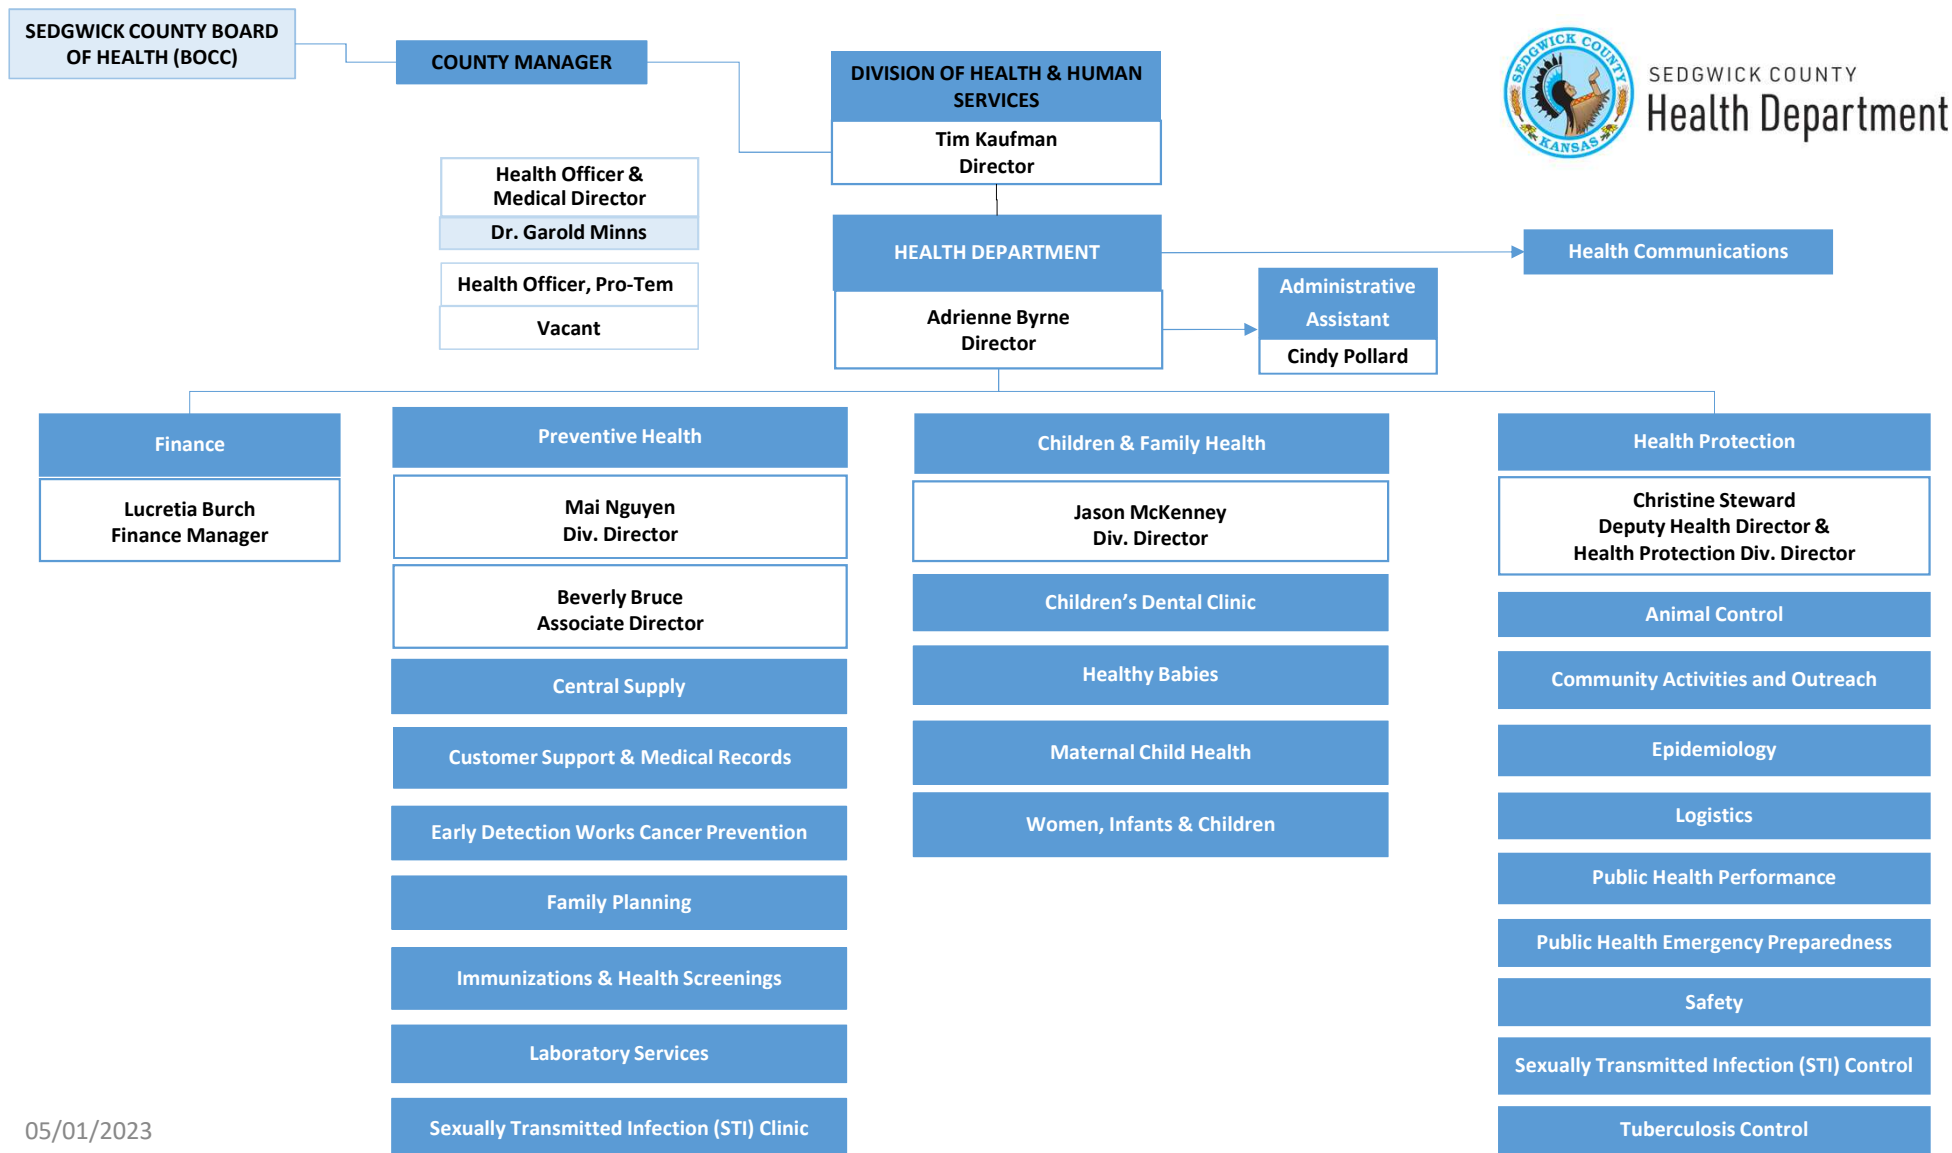 SEDGWICK COUNTY BOARD
OF HEALTH (BOCC)
COUNTY MANAGER
DIVISION OF HEALTH & HUMAN
SERVICES
Tim Kaufman
Director
SEDGWICK COUNTY
KANSAS
SEDGWICK COUNTY
Health Department
Health Officer &
Medical Director
Dr. Garold Minns
Health Officer, Pro-Tem
Vacant
HEALTH DEPARTMENT
Adrienne Byrne
Director
Health Communications
Administrative
Assistant
Cindy Pollard
Finance
Lucretia Burch
Finance Manager
Preventive Health
Mai Nguyen
Div. Director
Beverly Bruce
Associate Director
Central Supply
Customer Support & Medical Records
Early Detection Works Cancer Prevention
Family Planning
Immunizations & Health Screenings
Laboratory Services
Sexually Transmitted Infection (STI) Clinic
Children & Family Health
Jason McKenney
Div. Director
Children’s Dental Clinic
Healthy Babies
Maternal Child Health
Women, Infants & Children
Health Protection
Christine Steward
Deputy Health Director &
Health Protection Div. Director
Animal Control
Community Activities and Outreach
Epidemiology
Logistics
Public Health Performance
Public Health Emergency Preparedness
Safety
Sexually Transmitted Infection (STI) Control
Tuberculosis Control
05/01/2023